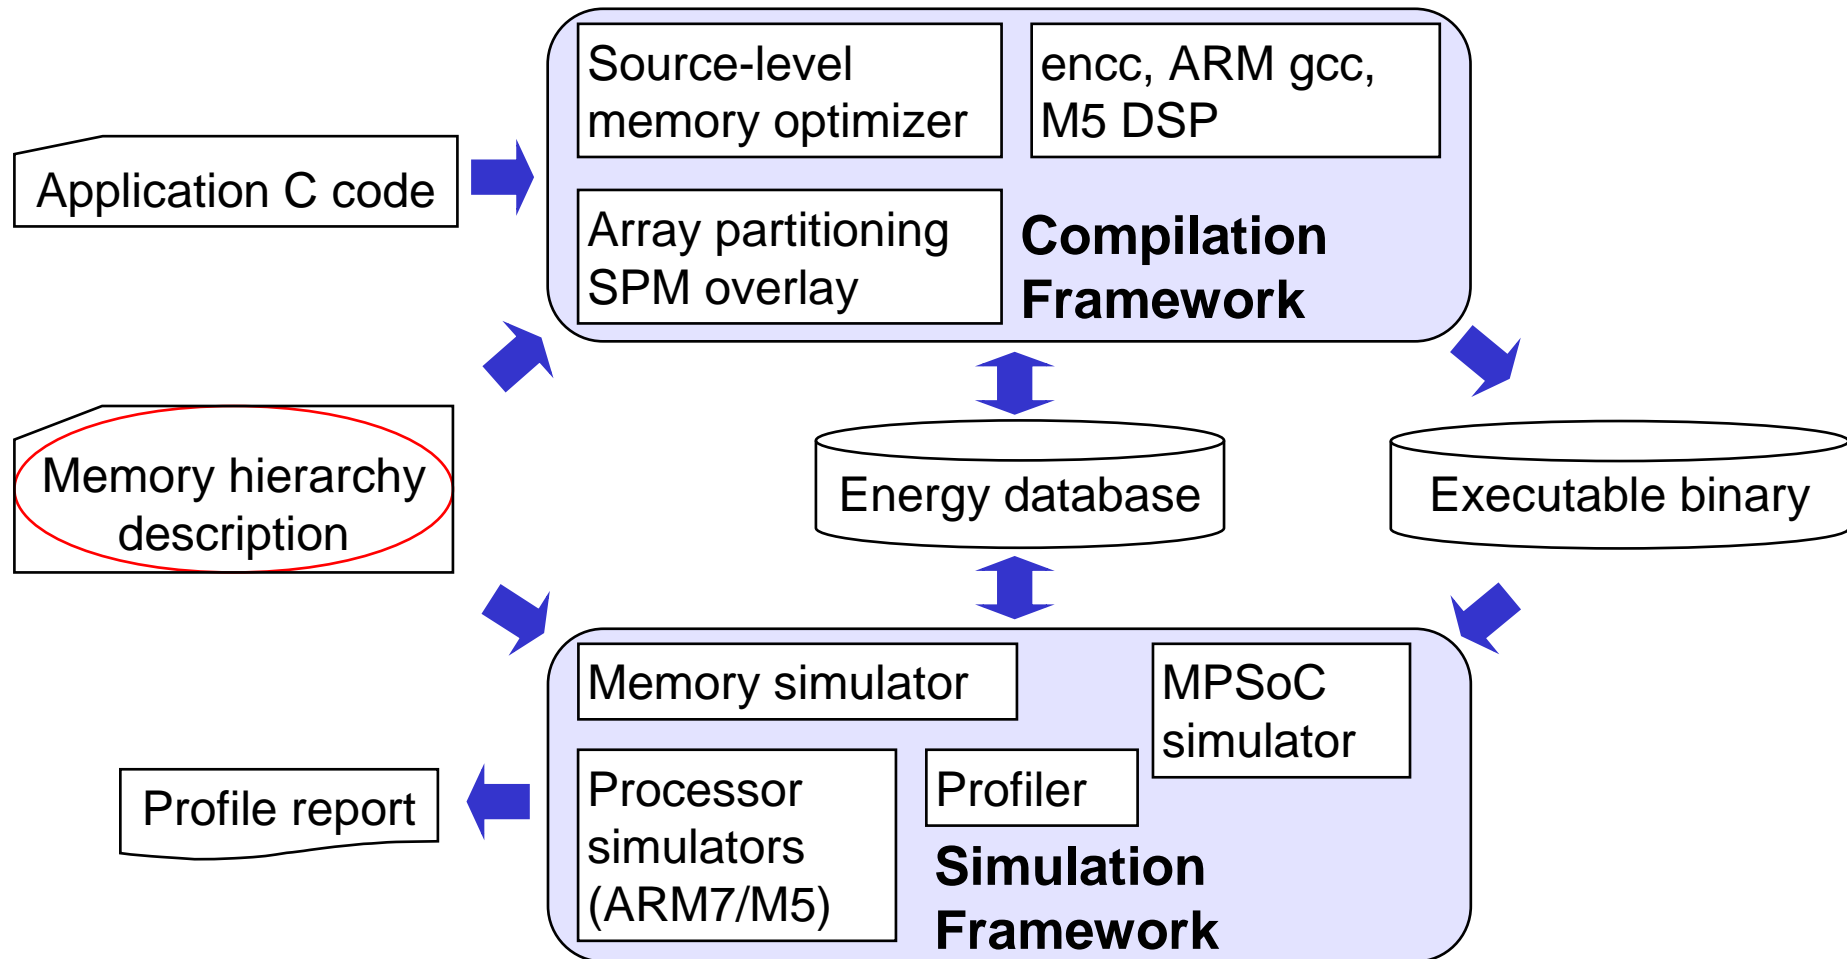 Source-level
memory optimizer
encc, ARM gcc,
M5 DSP
Application C code
Array partitioning
SPM overlay
Compilation
Framework
Memory hierarchy
description
Energy database
Executable binary
Memory simulator
MPSoC
simulator
Profile report
Processor
simulators
(ARM7/M5)
Profiler
Simulation
Framework